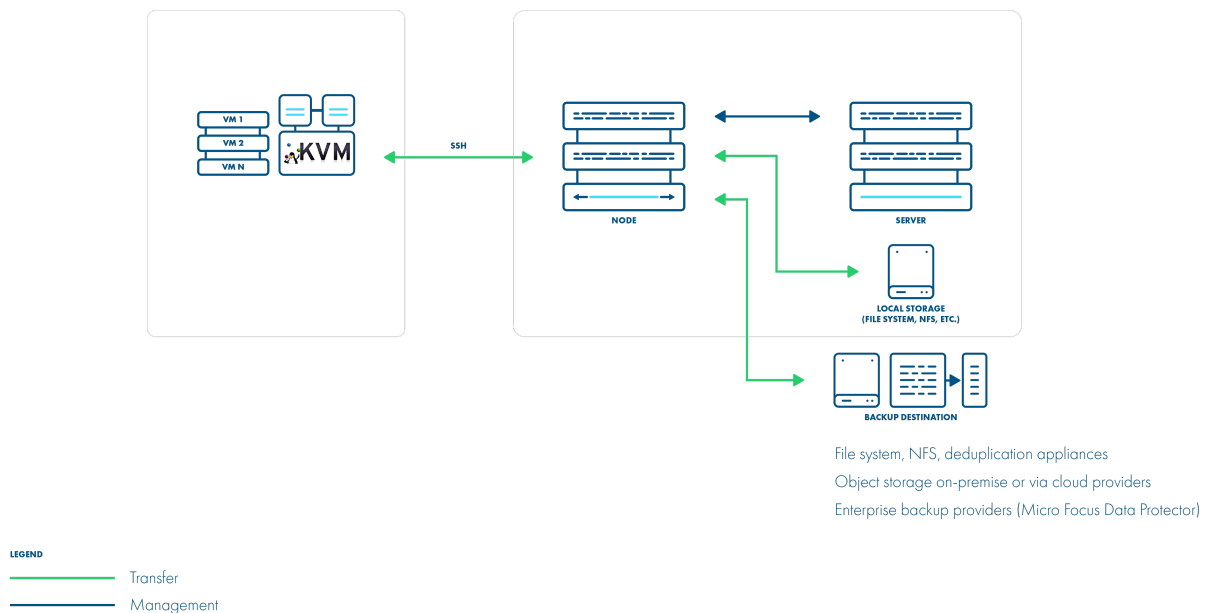 VM 1
VM 2
VM N
KVM
SSH
NODE
SERVER
LOCAL STORAGE
(FILE SYSTEM, NFS, ETC.)
BACKUP DESTINATION
File system, NFS, deduplication appliances
Object storage on-premise or via cloud providers
Enterprise backup providers (Micro Focus Data Protector)
LEGEND
Transfer
Management